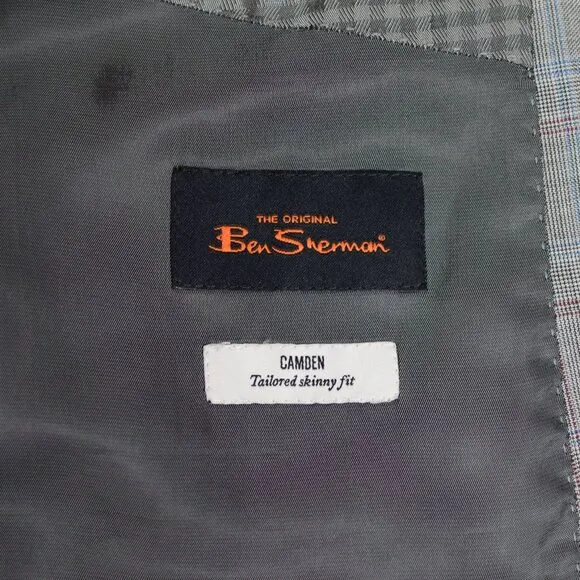 THE ORIGINAL
Ben Sherman®
CAMDEN
Tailored skinny fit